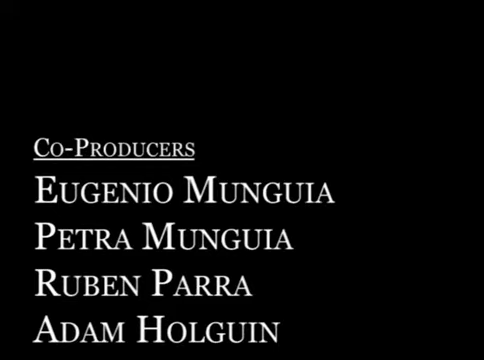 Co-Producers
Eugenio Munguia
Petra Munguia
Ruben Parra
Adam Holguin